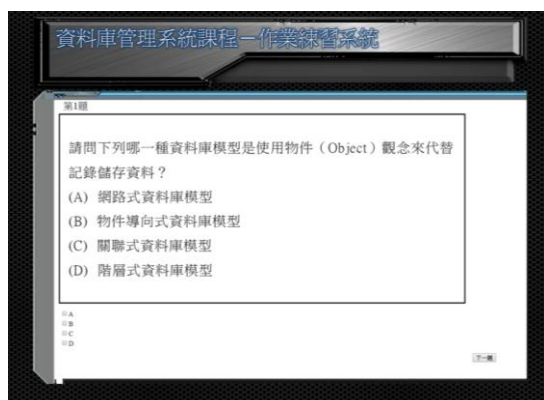 資料庫管理系統課程－作業練習系統
第1題
請問下列哪一種資料庫模型是使用物件（Object）觀念來代替
記錄儲存資料？
(A) 網路式資料庫模型
(B) 物件導向式資料庫模型
(C) 關聯式資料庫模型
(D) 階層式資料庫模型
A
B
C
D
下一題